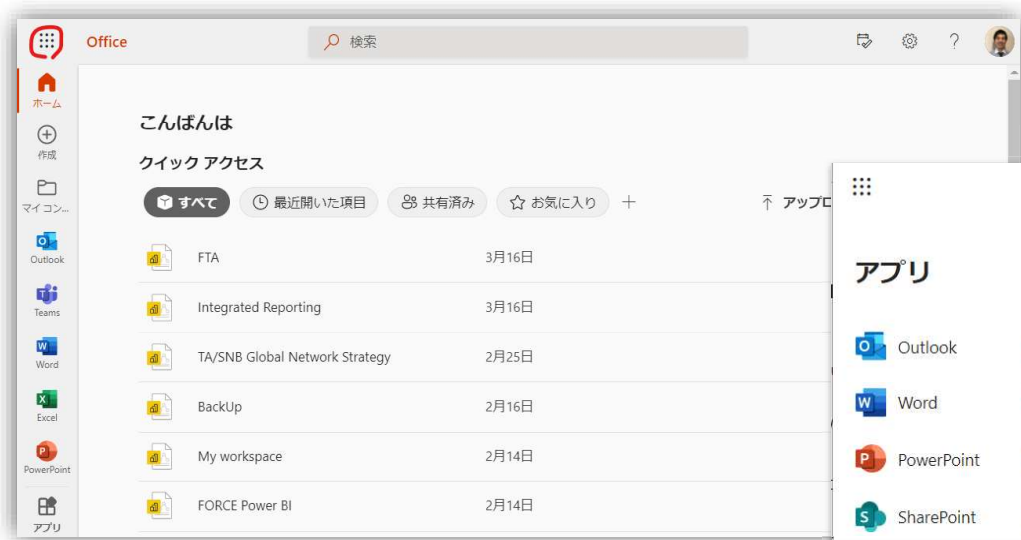 Office
検索
ホーム
作成
マイ コン...
Outlook
Teams
Word
Excel
PowerPoint
アプリ
こんばんは
クイック アクセス
すべて
最近開いた項目
共有済み
お気に入り
アップロ
FTA 3月16日
Integrated Reporting 3月16日
TA/SNB Global Network Strategy 2月25日
BackUp 2月16日
My workspace 2月14日
FORCE Power BI 2月14日
アプリ
Outlook
Word
PowerPoint
SharePoint